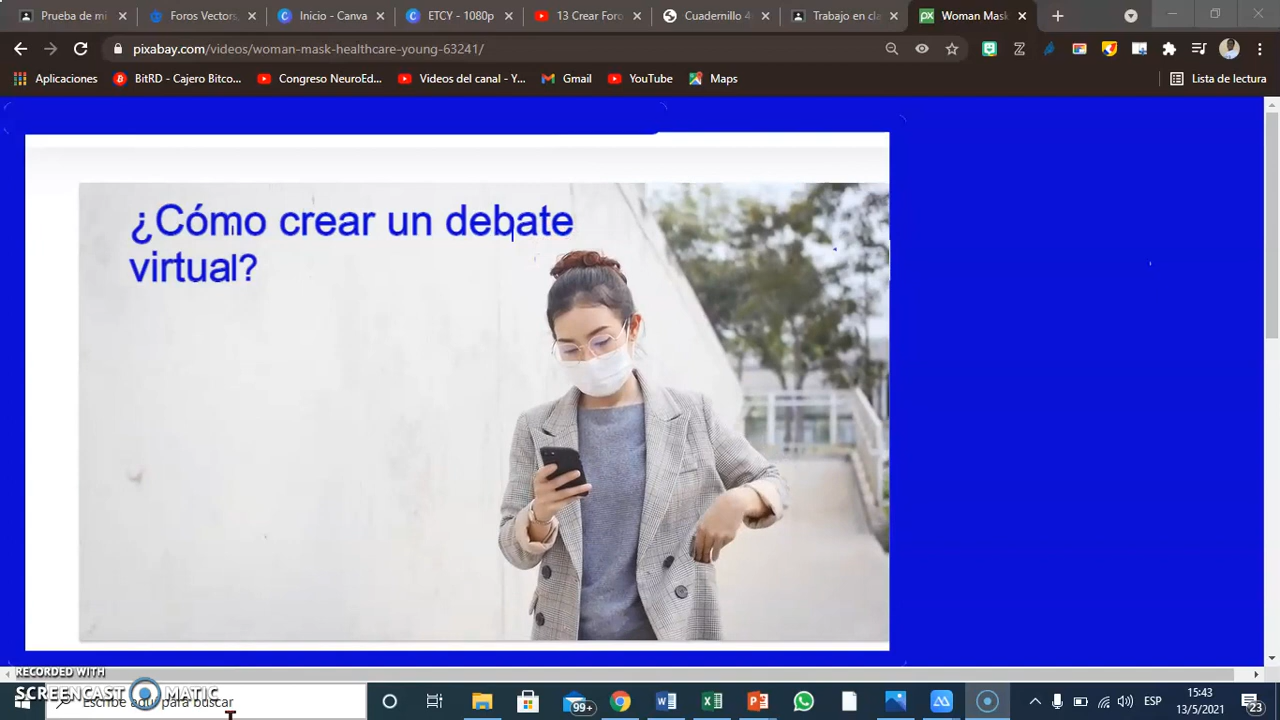 Prueba de mi
Foros Vectors,
Inicio - Canva
ETCY - 1080p
13 Crear Foro
Cuadernillo 4
Trabajo en cla
Woman Mask
pixabay.com/videos/woman-mask-healthcare-young-63241/
Aplicaciones
BitRD - Cajero Bitco...
Congreso NeuroEd...
Videos del canal - Y...
Gmail
YouTube
Maps
Lista de lectura
¿Cómo crear un debate
virtual?
RECORDED WITH
SCREENCAST MATIC
Escribe aquí para buscar
99+
ESP
15:43
13/5/2021
23